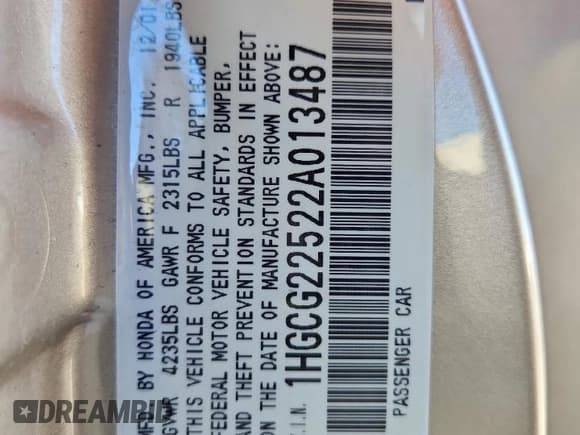 MFD BY HONDA OF AMERICA MFG., INC. 12/01
GVWR 4235LBS GAWR F 2315LBS R 1940LBS
THIS VEHICLE CONFORMS TO ALL APPLICABLE
FEDERAL MOTOR VEHICLE SAFETY, BUMPER,
AND THEFT PREVENTION STANDARDS IN EFFECT
ON THE DATE OF MANUFACTURE SHOWN ABOVE:
V.I.N. 1HGCG22522A013487
PASSENGER CAR
DREAMBID